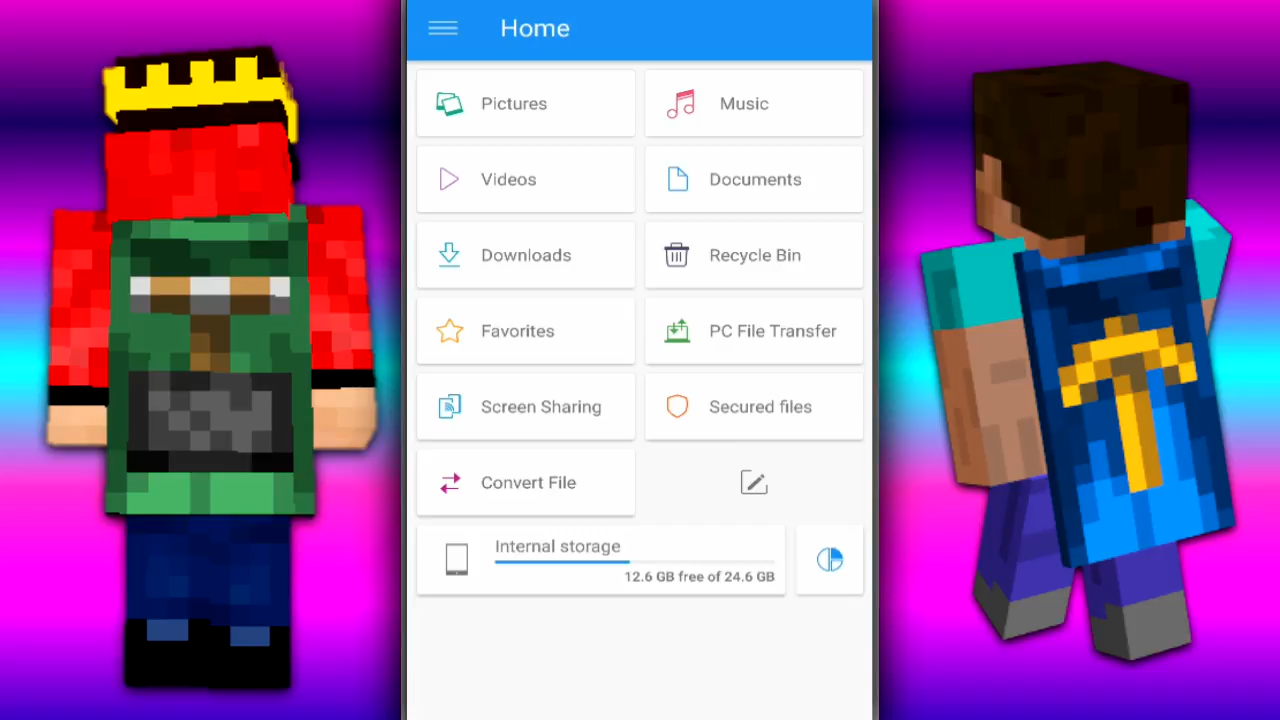 Home
Pictures
Music
Videos
Documents
Downloads
Recycle Bin
Favorites
PC File Transfer
Screen Sharing
Secured files
Convert File
Internal storage
12.6 GB free of 24.6 GB